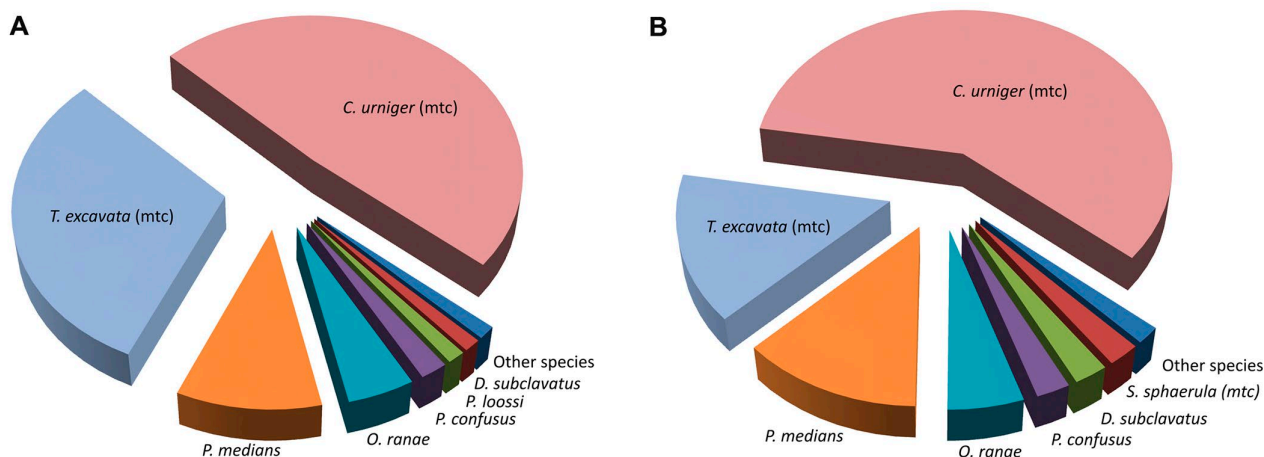 A
C. urniger (mtc)
T. excavata (mtc)
P. medians
O. ranae
P. confusus
P. loossi
D. subclavatus
Other species
B
C. urniger (mtc)
T. excavata (mtc)
P. medians
O. ranae
P. confusus
D. subclavatus
S. sphaerula (mtc)
Other species